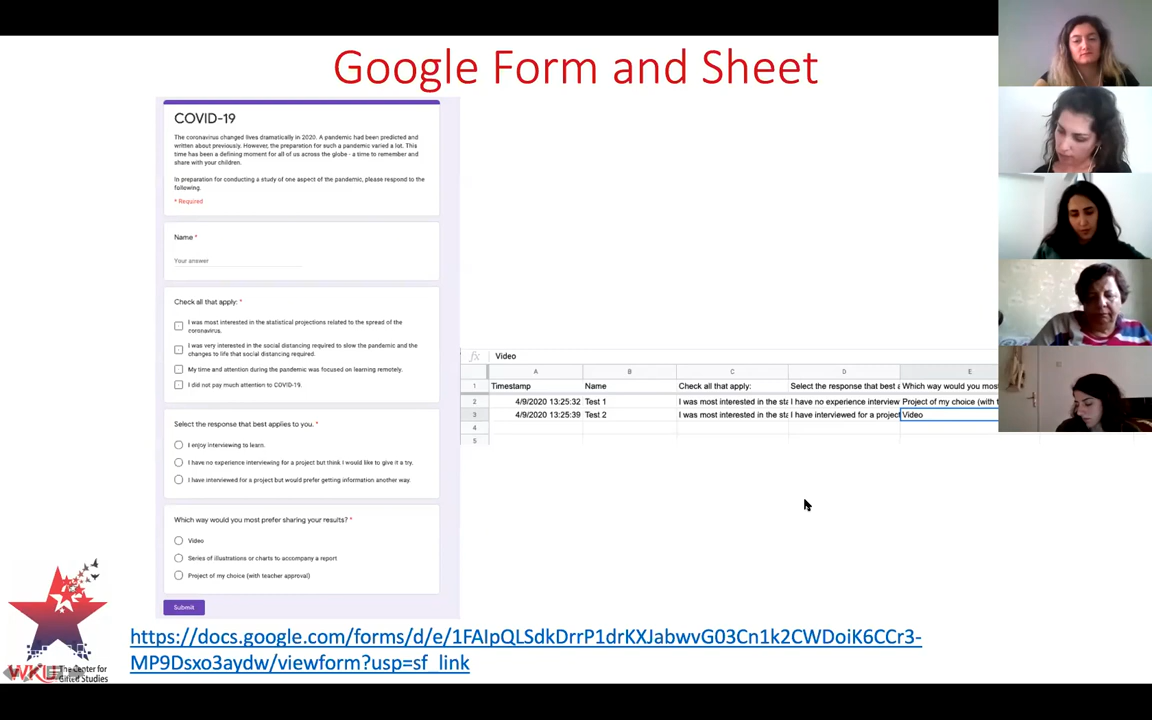 Google Form and Sheet
COVID-19
The coronavirus changed lives dramatically in 2020. A pandemic had been predicted and
written about previously. However, the preparation for such a pandemic varied a lot. This
time has been a defining moment for all of us across the globe - a time to remember and
share with your children.
In preparation for conducting a study of one aspect of the pandemic, please respond to the
following.
* Required
Name *
Your answer
Check all that apply: *
I was most interested in the statistical projections related to the spread of the
coronavirus.
I was very interested in the social distancing required to slow the pandemic and the
changes to life that social distancing required.
My time and attention during the pandemic was focused on learning remotely.
I did not pay much attention to COVID-19.
Select the response that best applies to you. *
I enjoy interviewing to learn.
I have no experience interviewing for a project but think I would like to give it a try.
I have interviewed for a project but would prefer getting information another way.
Which way would you most prefer sharing your results? *
Video
Series of illustrations or charts to accompany a report
Project of my choice (with teacher approval)
Submit
fx Video
A B C D E
1 Timestamp Name Check all that apply: Select the response that best a Which way would you mos
2 4/9/2020 13:25:32 Test 1 I was most interested in the sta I have no experience interview Project of my choice (with t
3 4/9/2020 13:25:39 Test 2 I was most interested in the sta I have interviewed for a project Video
4
5
https://docs.google.com/forms/d/e/1FAIpQLSdkDrrP1drKXJabwvG03Cn1k2CWDoiK6CCr3-
MP9Dsxo3aydw/viewform?usp=sf_link
WKU The Center for
Gifted Studies